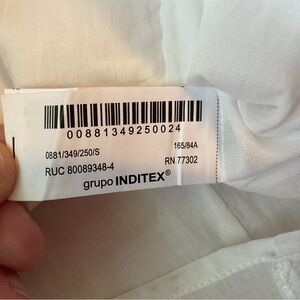 00881349250024
0881/349/250/S 165/84A
RUC 80089348-4 RN 77302
grupo INDITEX®